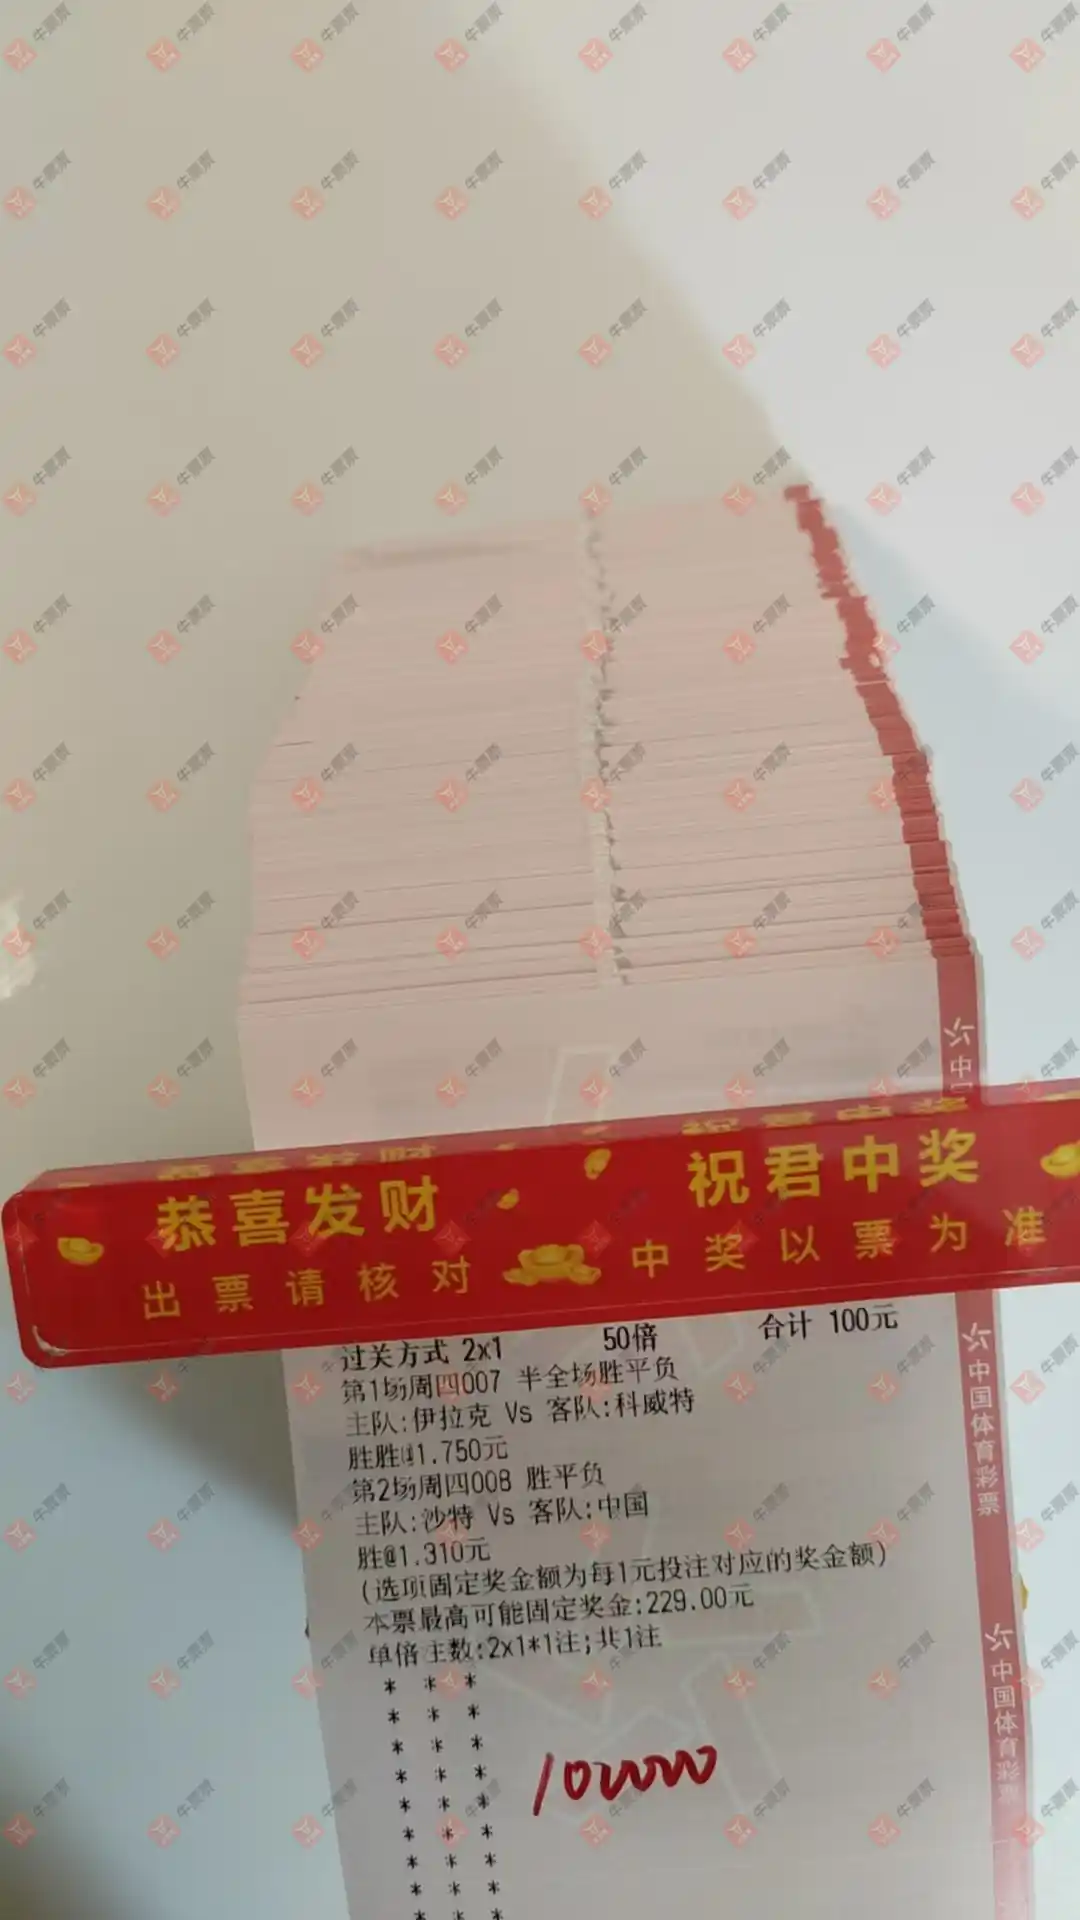 恭喜发财 祝君中奖
出票请核对 中奖以票为准
过关方式 2x1 50倍 合计 100元
第1场周四007 半全场胜平负
主队:伊拉克 Vs 客队:科威特
胜胜@1.750元
第2场周四008 胜平负
主队:沙特 Vs 客队:中国
胜@1.310元
(选项固定奖金额为每1元投注对应的奖金额)
本票最高可能固定奖金:229.00元
单倍注数:2x1*1注;共1注
中国体育彩票
中国体育彩票
牛票票